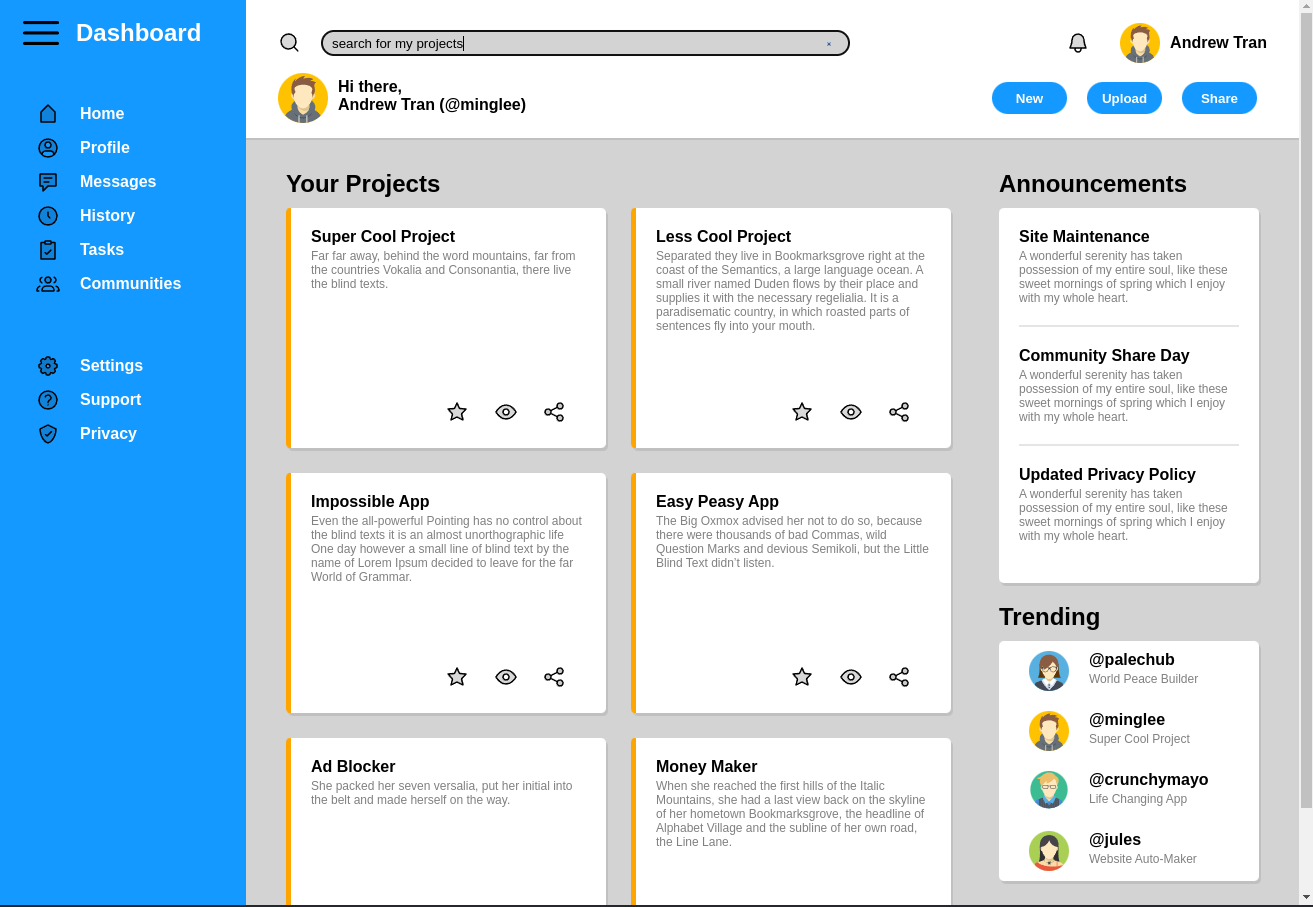 Dashboard
Home
Profile
Messages
History
Tasks
Communities
Settings
Support
Privacy
search for my projects
Andrew Tran
Hi there,
Andrew Tran (@minglee)
New
Upload
Share
Your Projects
Super Cool Project
Far far away, behind the word mountains, far from
the countries Vokalia and Consonantia, there live
the blind texts.
Less Cool Project
Separated they live in Bookmarksgrove right at the
coast of the Semantics, a large language ocean. A
small river named Duden flows by their place and
supplies it with the necessary regelialia. It is a
paradisematic country, in which roasted parts of
sentences fly into your mouth.
Impossible App
Even the all-powerful Pointing has no control about
the blind texts it is an almost unorthographic life
One day however a small line of blind text by the
name of Lorem Ipsum decided to leave for the far
World of Grammar.
Easy Peasy App
The Big Oxmox advised her not to do so, because
there were thousands of bad Commas, wild
Question Marks and devious Semikoli, but the Little
Blind Text didn’t listen.
Ad Blocker
She packed her seven versalia, put her initial into
the belt and made herself on the way.
Money Maker
When she reached the first hills of the Italic
Mountains, she had a last view back on the skyline
of her hometown Bookmarksgrove, the headline of
Alphabet Village and the subline of her own road,
the Line Lane.
Announcements
Site Maintenance
A wonderful serenity has taken
possession of my entire soul, like these
sweet mornings of spring which I enjoy
with my whole heart.
Community Share Day
A wonderful serenity has taken
possession of my entire soul, like these
sweet mornings of spring which I enjoy
with my whole heart.
Updated Privacy Policy
A wonderful serenity has taken
possession of my entire soul, like these
sweet mornings of spring which I enjoy
with my whole heart.
Trending
@palechub
World Peace Builder
@minglee
Super Cool Project
@crunchymayo
Life Changing App
@jules
Website Auto-Maker